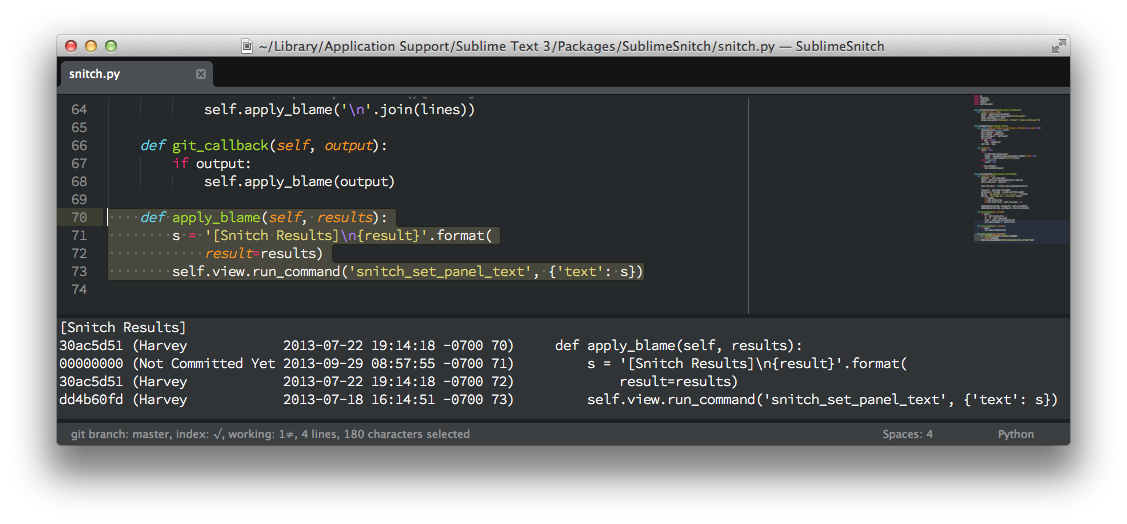 ~/Library/Application Support/Sublime Text 3/Packages/SublimeSnitch/snitch.py — SublimeSnitch
snitch.py
64             self.apply_blame('\n'.join(lines))
65
66     def git_callback(self, output):
67         if output:
68             self.apply_blame(output)
69
70 ····def·apply_blame(self,·results):
71 ········s·=·'[Snitch·Results]\n{result}'.format(
72 ············result=results)
73 ········self.view.run_command('snitch_set_panel_text',·{'text':·s})
74
[Snitch Results]
30ac5d51 (Harvey            2013-07-22 19:14:18 -0700 70)     def apply_blame(self, results):
00000000 (Not Committed Yet 2013-09-29 08:57:55 -0700 71)         s = '[Snitch Results]\n{result}'.format(
30ac5d51 (Harvey            2013-07-22 19:14:18 -0700 72)             result=results)
dd4b60fd (Harvey            2013-07-18 16:14:51 -0700 73)         self.view.run_command('snitch_set_panel_text', {'text': s})
git branch: master, index: √, working: 1≠, 4 lines, 180 characters selected    Spaces: 4    Python